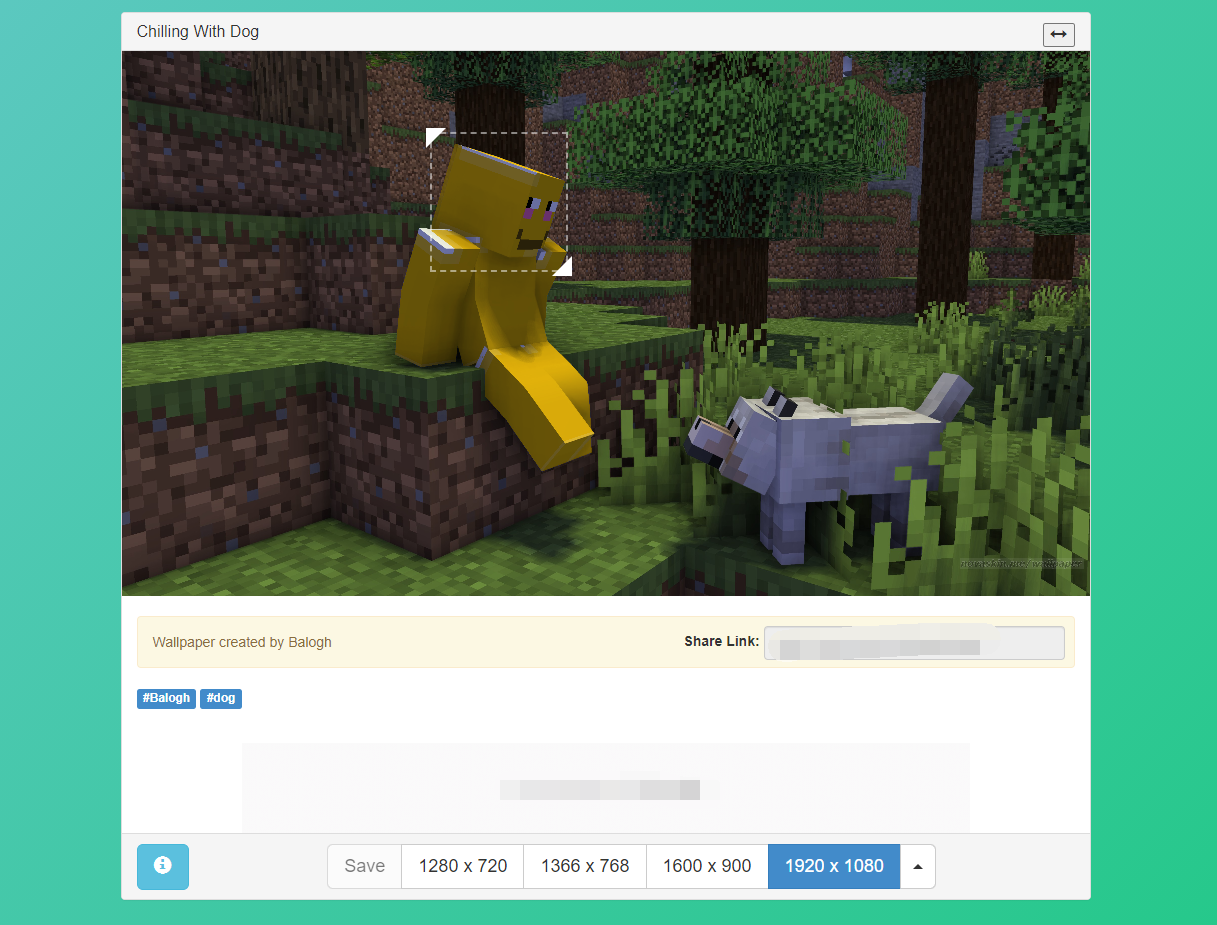 Chilling With Dog
Wallpaper created by Balogh
Share Link:
#Balogh #dog
Save 1280 x 720 1366 x 768 1600 x 900 1920 x 1080